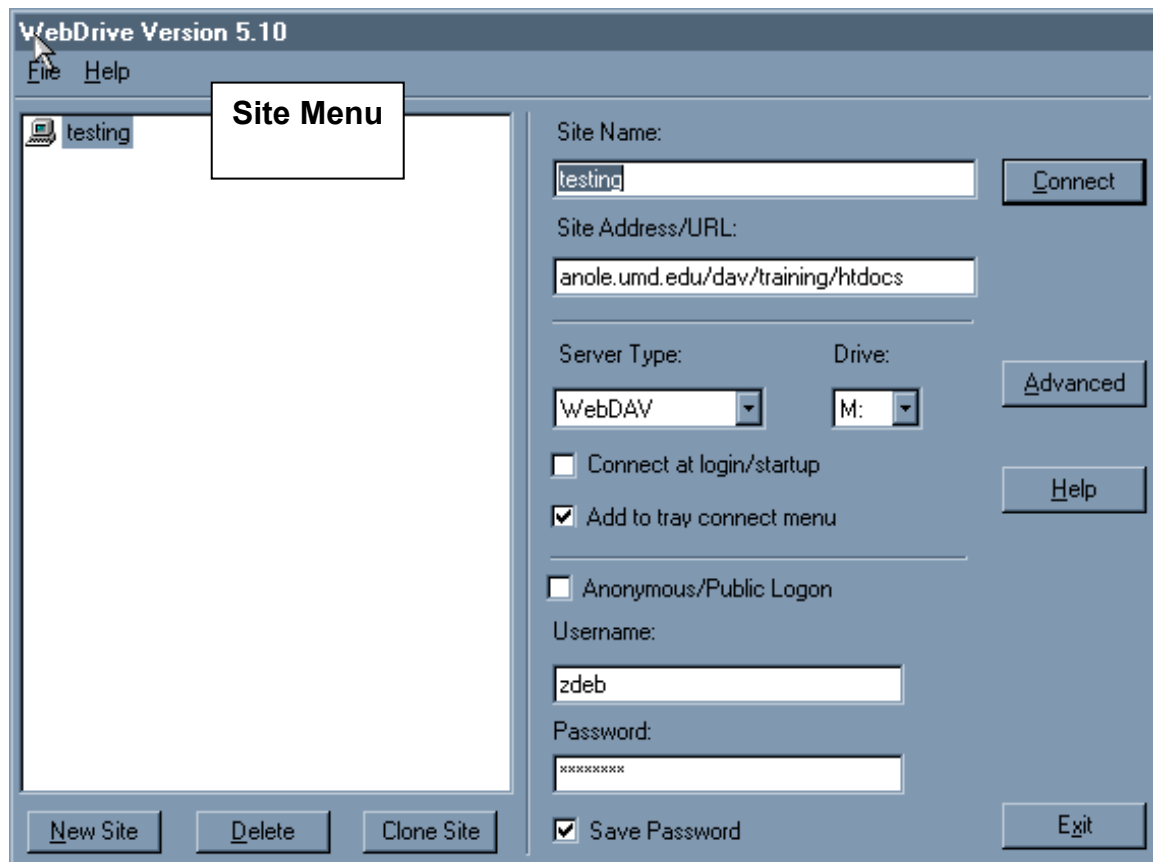 WebDrive Version 5.10
File Help
Site Menu
testing
Site Name:
testing
Connect
Site Address/URL:
anole.umd.edu/dav/training/htdocs
Server Type: Drive:
WebDAV M:
Advanced
Connect at login/startup
Help
Add to tray connect menu
Anonymous/Public Logon
Username:
zdeb
Password:
********
Save Password
New Site Delete Clone Site
Exit